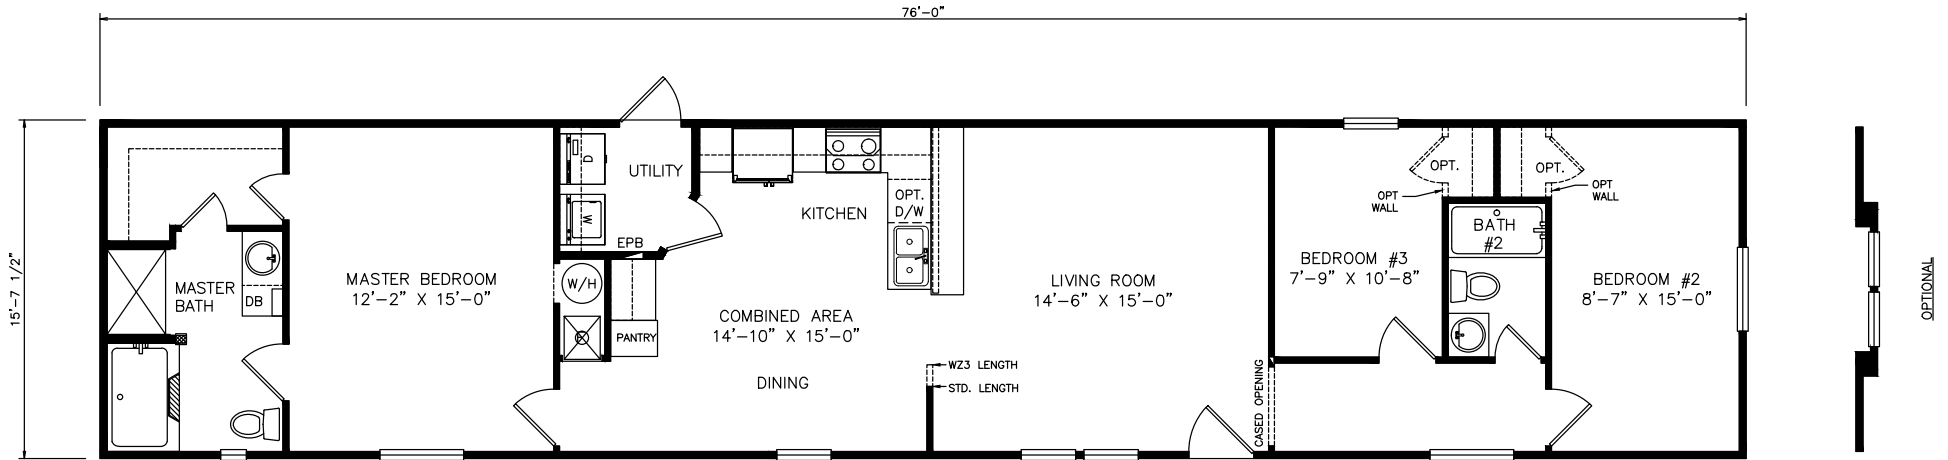 76'-0"
15'-7 1/2"
D
W
UTILITY
EPB
KITCHEN
OPT.
D/W
OPT.
OPT
WALL
OPT.
OPT
WALL
BATH
#2
MASTER
BATH
DB
MASTER BEDROOM
12'-2" X 15'-0"
W/H
PANTRY
COMBINED AREA
14'-10" X 15'-0"
DINING
LIVING ROOM
14'-6" X 15'-0"
WZ3 LENGTH
STD. LENGTH
CASED OPENING
BEDROOM #3
7'-9" X 10'-8"
BEDROOM #2
8'-7" X 15'-0"
OPTIONAL